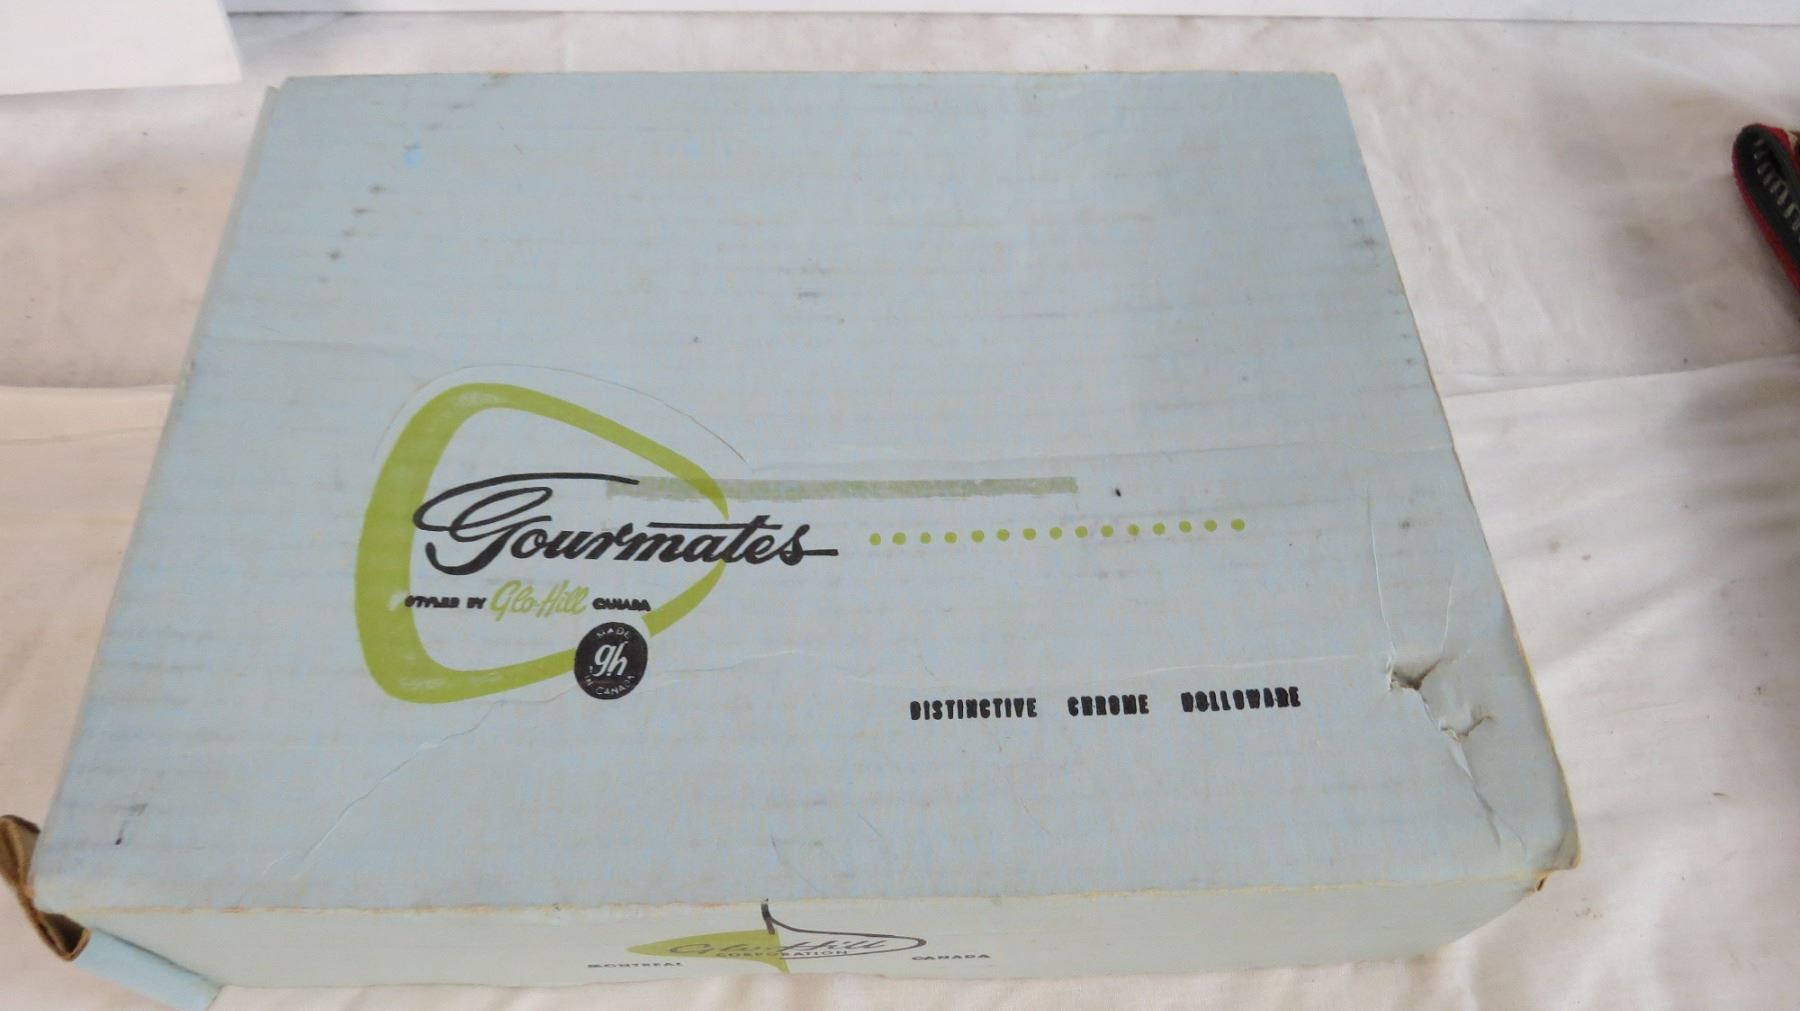 Gourmates
STYLED BY Glo-Hill CANADA
MADE
gh
IN CANADA
DISTINCTIVE CHROME HOLLOWARE
Glo-Hill
CORPORATION
MONTREAL CANADA